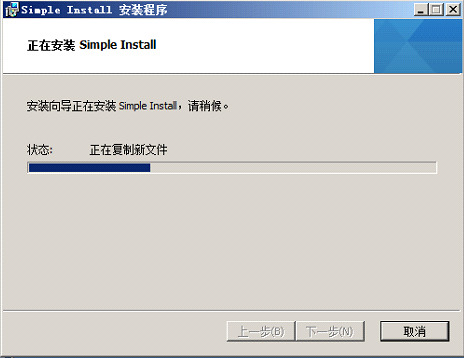 Simple Install 安装程序
正在安装 Simple Install
安装向导正在安装 Simple Install，请稍候。
状态: 正在复制新文件
上一步(B) 下一步(N) 取消